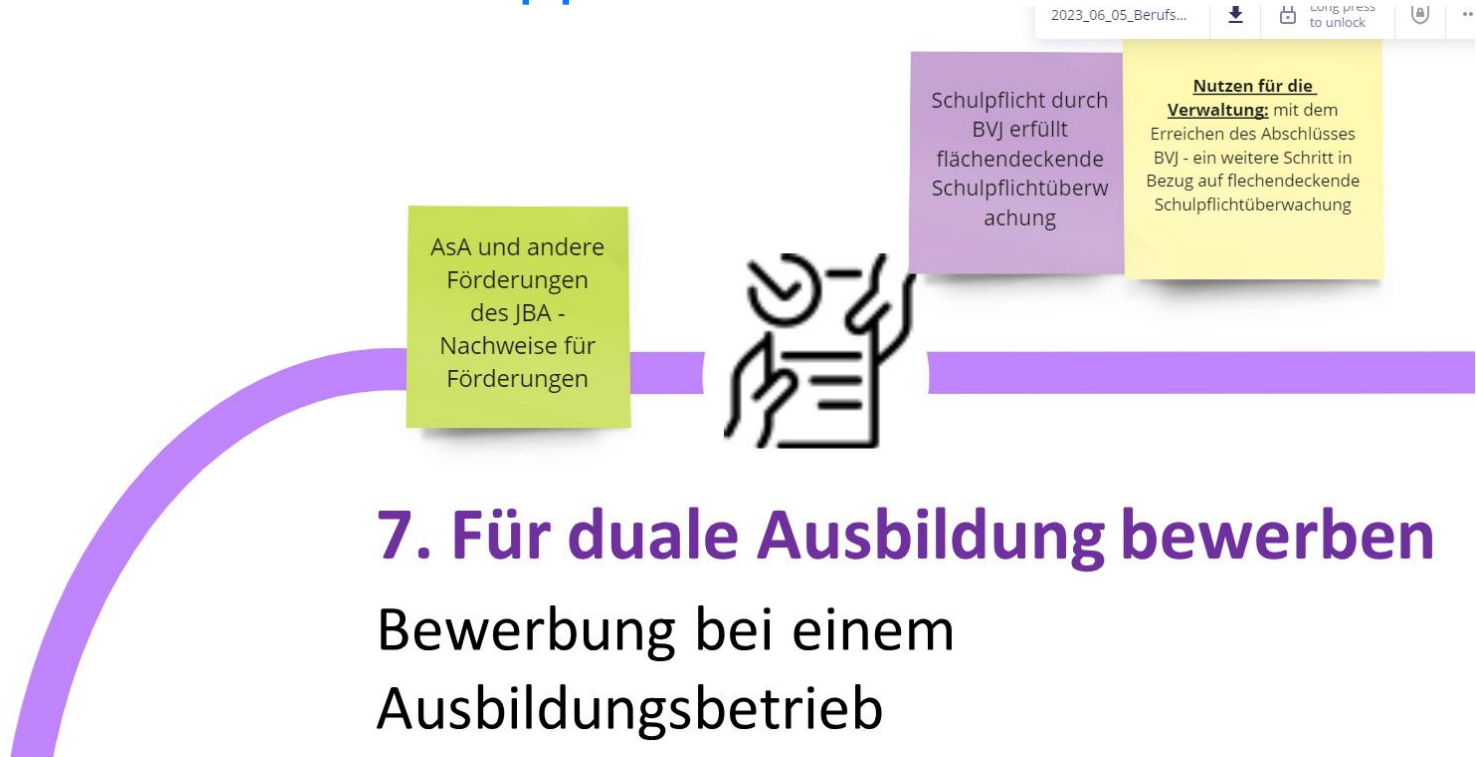 2023_06_05_Berufs...
Long press
to unlock
Schulpflicht durch
BVJ erfüllt
flächendeckende
Schulpflichtüberw
achung
Nutzen für die
Verwaltung: mit dem
Erreichen des Abschlüsses
BVJ - ein weitere Schritt in
Bezug auf flechendeckende
Schulpflichtüberwachung
AsA und andere
Förderungen
des JBA -
Nachweise für
Förderungen
7. Für duale Ausbildung bewerben
Bewerbung bei einem
Ausbildungsbetrieb